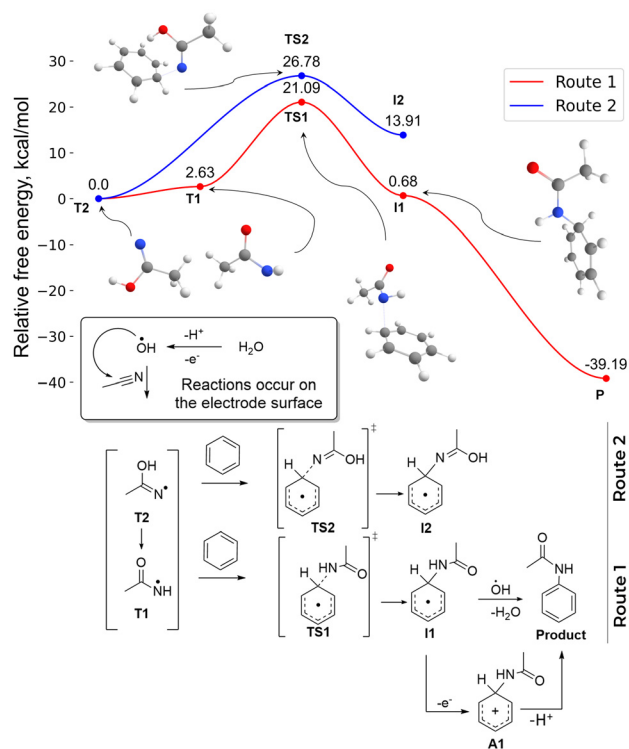 TS2
26.78
21.09
TS1
I2
13.91
Route 1
Route 2
Relative free energy, kcal/mol
30
20
10
0
−10
−20
−30
−40
0.0
T2
2.63
T1
0.68
I1
-39.19
P
•OH
-H+
-e-
H2O
N
Reactions occur on
the electrode surface
OH
N•
T2
H
N
OH
‡
TS2
H
N
OH
I2
Route 2
O
•NH
T1
H
HN
O
‡
TS1
H
HN
O
I1
•OH
-H2O
O
NH
Product
Route 1
-e-
H
HN
O
+
A1
-H+